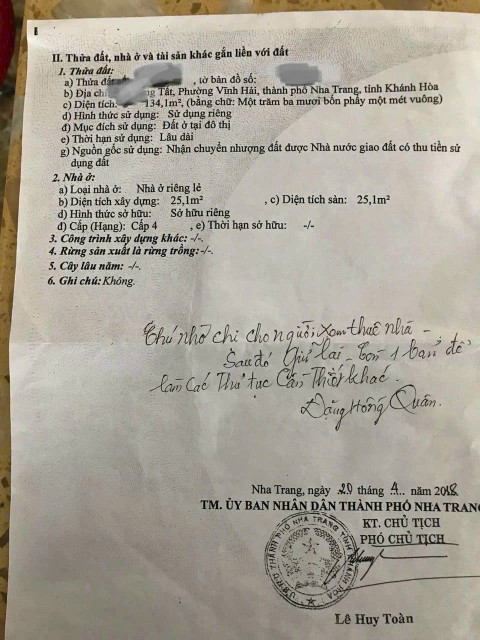 II. Thửa đất, nhà ở và tài sản khác gắn liền với đất
1. Thửa đất:
a) Thửa đất , tờ bản đồ số:
b) Địa chỉ Tất, Phường Vĩnh Hải, thành phố Nha Trang, tỉnh Khánh Hòa
c) Diện tích: 134,1m², (bằng chữ: Một trăm ba mươi bốn phẩy một mét vuông)
d) Hình thức sử dụng: Sử dụng riêng
đ) Mục đích sử dụng: Đất ở tại đô thị
e) Thời hạn sử dụng: Lâu dài
g) Nguồn gốc sử dụng: Nhận chuyển nhượng đất được Nhà nước giao đất có thu tiền sử
dụng đất
2. Nhà ở:
a) Loại nhà ở: Nhà ở riêng lẻ
b) Diện tích xây dựng: 25,1m² , c) Diện tích sàn: 25,1m²
d) Hình thức sở hữu: Sở hữu riêng
đ) Cấp (Hạng): Cấp 4 , e) Thời hạn sở hữu: -/-
3. Công trình xây dựng khác: -/-.
4. Rừng sản xuất là rừng trồng: -/-.
5. Cây lâu năm: -/-.
6. Ghi chú: Không.
nhờ chi cho người xem thuê nhà -
Sau đó Giữ lại - 1 bản để
làm Các Thủ tục Cần Thiết khác.
Đặng Hồng Quân.
Nha Trang, ngày 20 tháng 4 năm 2018
TM. ỦY BAN NHÂN DÂN THÀNH PHỐ NHA TRANG
KT. CHỦ TỊCH
PHÓ CHỦ TỊCH
Lê Huy Toàn